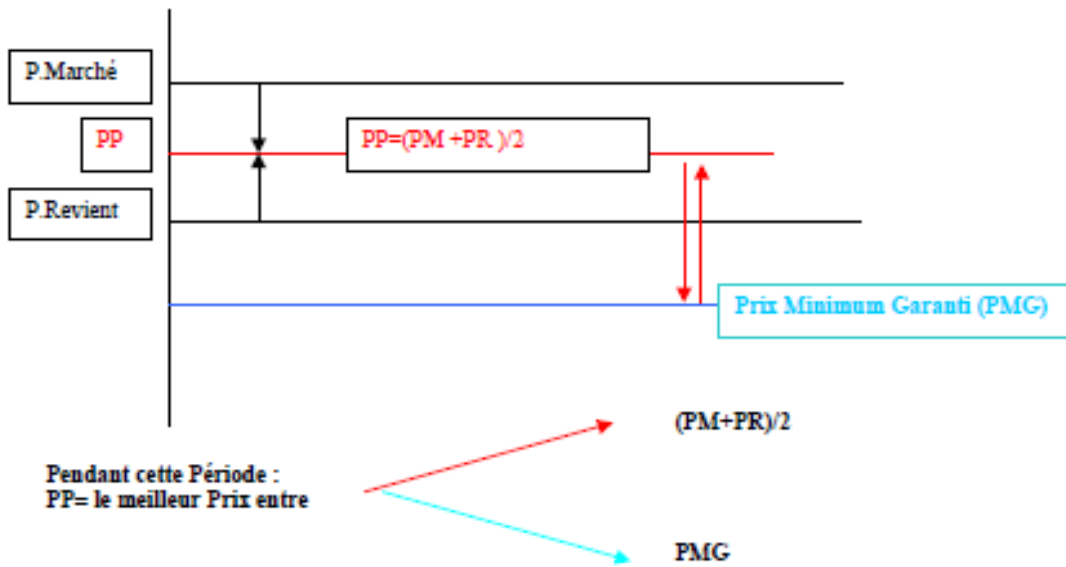 P.Marché
PP
PP=(PM +PR )/2
P.Revient
Prix Minimum Garanti (PMG)
(PM+PR)/2
Pendant cette Période :
PP= le meilleur Prix entre
PMG